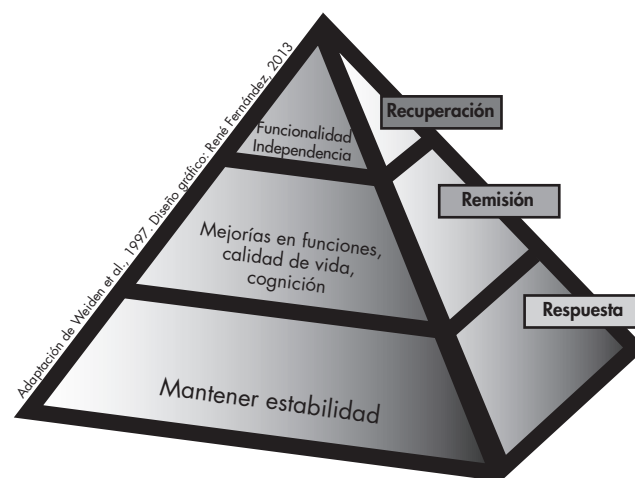 Adaptación de Weiden et al., 1997. Diseño gráfico: René Fernández, 2013
Recuperación
Funcionalidad
Independencia
Remisión
Mejorías en funciones,
calidad de vida,
cognición
Respuesta
Mantener estabilidad